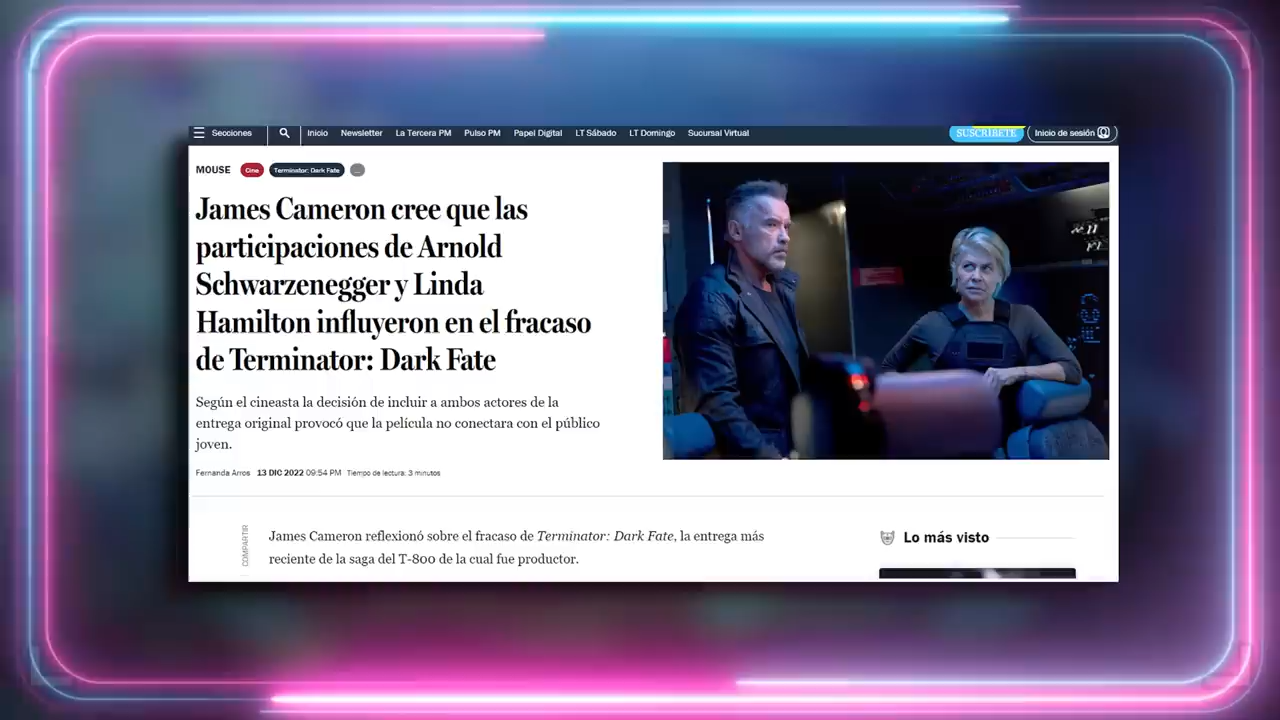 Secciones
Inicio
Newsletter
La Tercera PM
Pulso PM
Papel Digital
LT Sábado
LT Domingo
Sucursal Virtual
SUSCRÍBETE
Inicio de sesión
MOUSE
Cine
Terminator: Dark Fate
...
James Cameron cree que las
participaciones de Arnold
Schwarzenegger y Linda
Hamilton influyeron en el fracaso
de Terminator: Dark Fate
Según el cineasta la decisión de incluir a ambos actores de la
entrega original provocó que la película no conectara con el público
joven.
Fernanda Arros 13 DIC 2022 09:54 PM Tiempo de lectura: 3 minutos
COMPARTIR
James Cameron reflexionó sobre el fracaso de Terminator: Dark Fate, la entrega más
reciente de la saga del T-800 de la cual fue productor.
Lo más visto